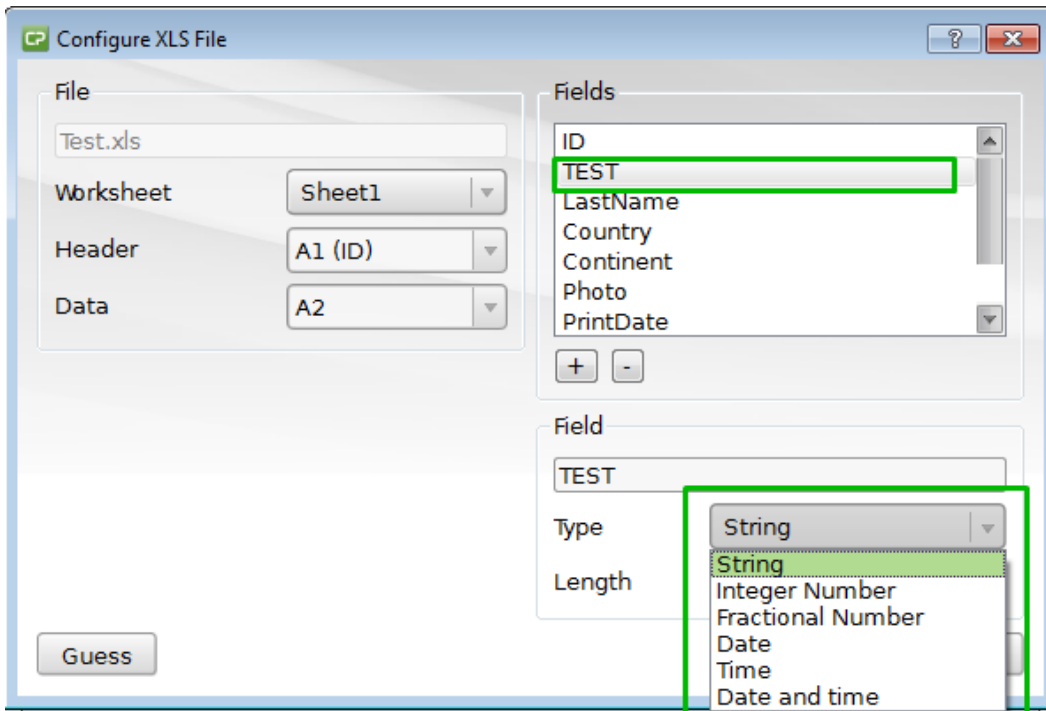 CP Configure XLS File ?
File
Test.xls
Worksheet Sheet1
Header A1 (ID)
Data A2
Fields
ID
TEST
LastName
Country
Continent
Photo
PrintDate
+ -
Field
TEST
Type String
Length
String
Integer Number
Fractional Number
Date
Time
Date and time
Guess